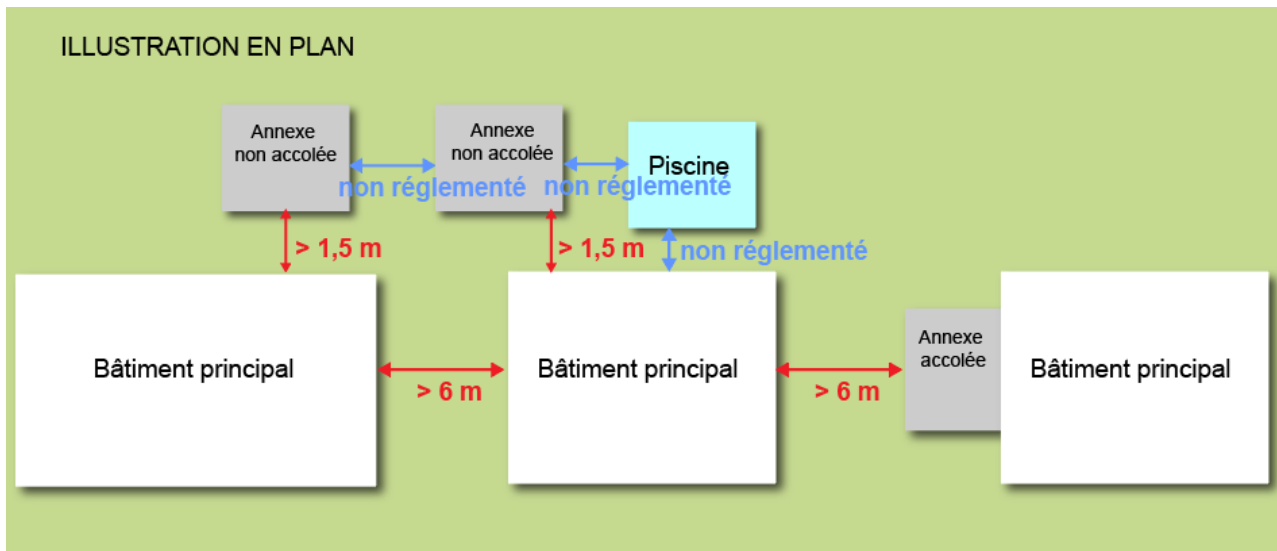 ILLUSTRATION EN PLAN
Annexe
non accolée
Annexe
non accolée
Piscine
non réglementé
non réglementé
> 1,5 m
> 1,5 m
non réglementé
Bâtiment principal
> 6 m
Bâtiment principal
> 6 m
Annexe
accolée
Bâtiment principal